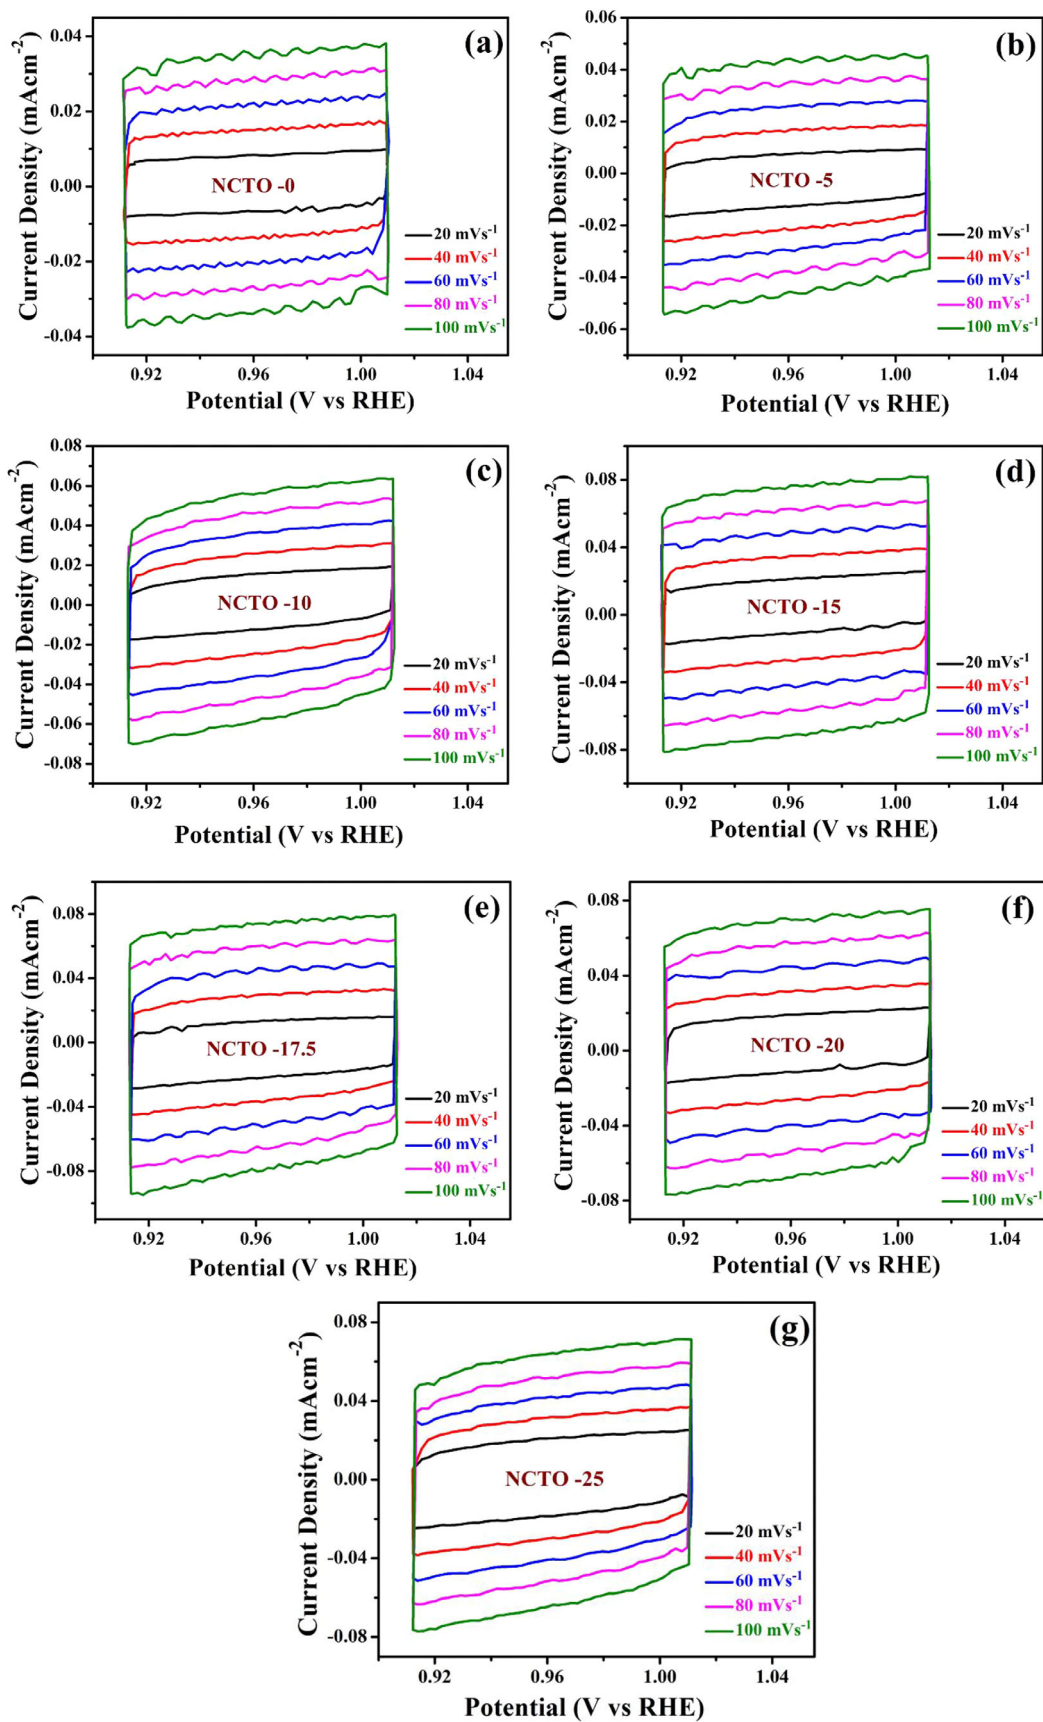 (a)
0.04
0.02
0.00
-0.02
-0.04
Current Density (mAcm⁻²)
NCTO -0
20 mVs⁻¹
40 mVs⁻¹
60 mVs⁻¹
80 mVs⁻¹
100 mVs⁻¹
0.92 0.96 1.00 1.04
Potential (V vs RHE)
(b)
0.06
0.04
0.02
0.00
-0.02
-0.04
-0.06
Current Density (mAcm⁻²)
NCTO -5
20 mVs⁻¹
40 mVs⁻¹
60 mVs⁻¹
80 mVs⁻¹
100 mVs⁻¹
0.92 0.96 1.00 1.04
Potential (V vs RHE)
(c)
0.08
0.06
0.04
0.02
0.00
-0.02
-0.04
-0.06
-0.08
Current Density (mAcm⁻²)
NCTO -10
20 mVs⁻¹
40 mVs⁻¹
60 mVs⁻¹
80 mVs⁻¹
100 mVs⁻¹
0.92 0.96 1.00 1.04
Potential (V vs RHE)
(d)
0.08
0.04
0.00
-0.04
-0.08
Current Density (mAcm⁻²)
NCTO -15
20 mVs⁻¹
40 mVs⁻¹
60 mVs⁻¹
80 mVs⁻¹
100 mVs⁻¹
0.92 0.96 1.00 1.04
Potential (V vs RHE)
(e)
0.08
0.04
0.00
-0.04
-0.08
Current Density (mAcm⁻²)
NCTO -17.5
20 mVs⁻¹
40 mVs⁻¹
60 mVs⁻¹
80 mVs⁻¹
100 mVs⁻¹
0.92 0.96 1.00 1.04
Potential (V vs RHE)
(f)
0.08
0.04
0.00
-0.04
-0.08
Current Density (mAcm⁻²)
NCTO -20
20 mVs⁻¹
40 mVs⁻¹
60 mVs⁻¹
80 mVs⁻¹
100 mVs⁻¹
0.92 0.96 1.00 1.04
Potential (V vs RHE)
(g)
0.08
0.04
0.00
-0.04
-0.08
Current Density (mAcm⁻²)
NCTO -25
20 mVs⁻¹
40 mVs⁻¹
60 mVs⁻¹
80 mVs⁻¹
100 mVs⁻¹
0.92 0.96 1.00 1.04
Potential (V vs RHE)